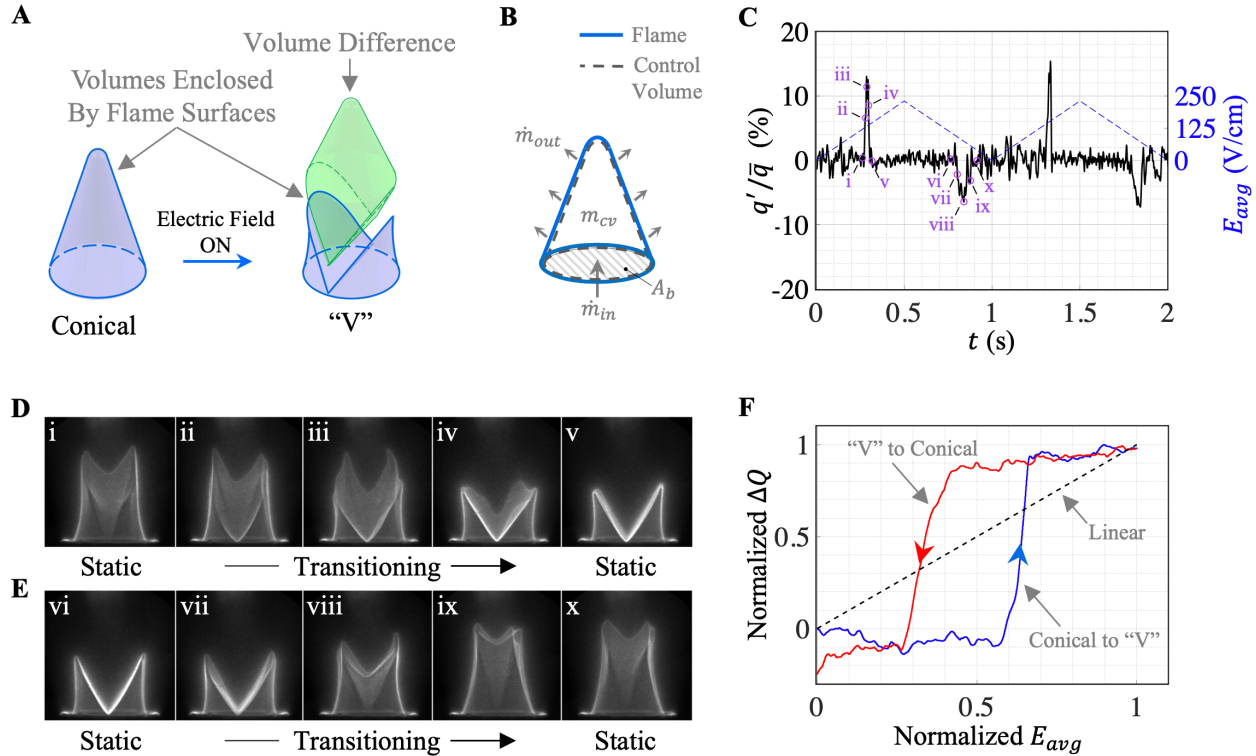 A
Volume Difference
Volumes Enclosed
By Flame Surfaces
Electric Field
ON
Conical
“V”
B
Flame
Control
Volume
ṁ_out
m_cv
A_b
ṁ_in
C
20
10
0
-10
-20
q′/q̄ (%)
250
125
0
E_avg (V/cm)
iii
iv
ii
i
v
vi
vii
viii
ix
x
0
0.5
1
1.5
2
t (s)
D
i
ii
iii
iv
v
Static
Transitioning
Static
E
vi
vii
viii
ix
x
Static
Transitioning
Static
F
1
0.5
0
Normalized ΔQ
“V” to Conical
Linear
Conical to “V”
0
0.5
1
Normalized E_avg